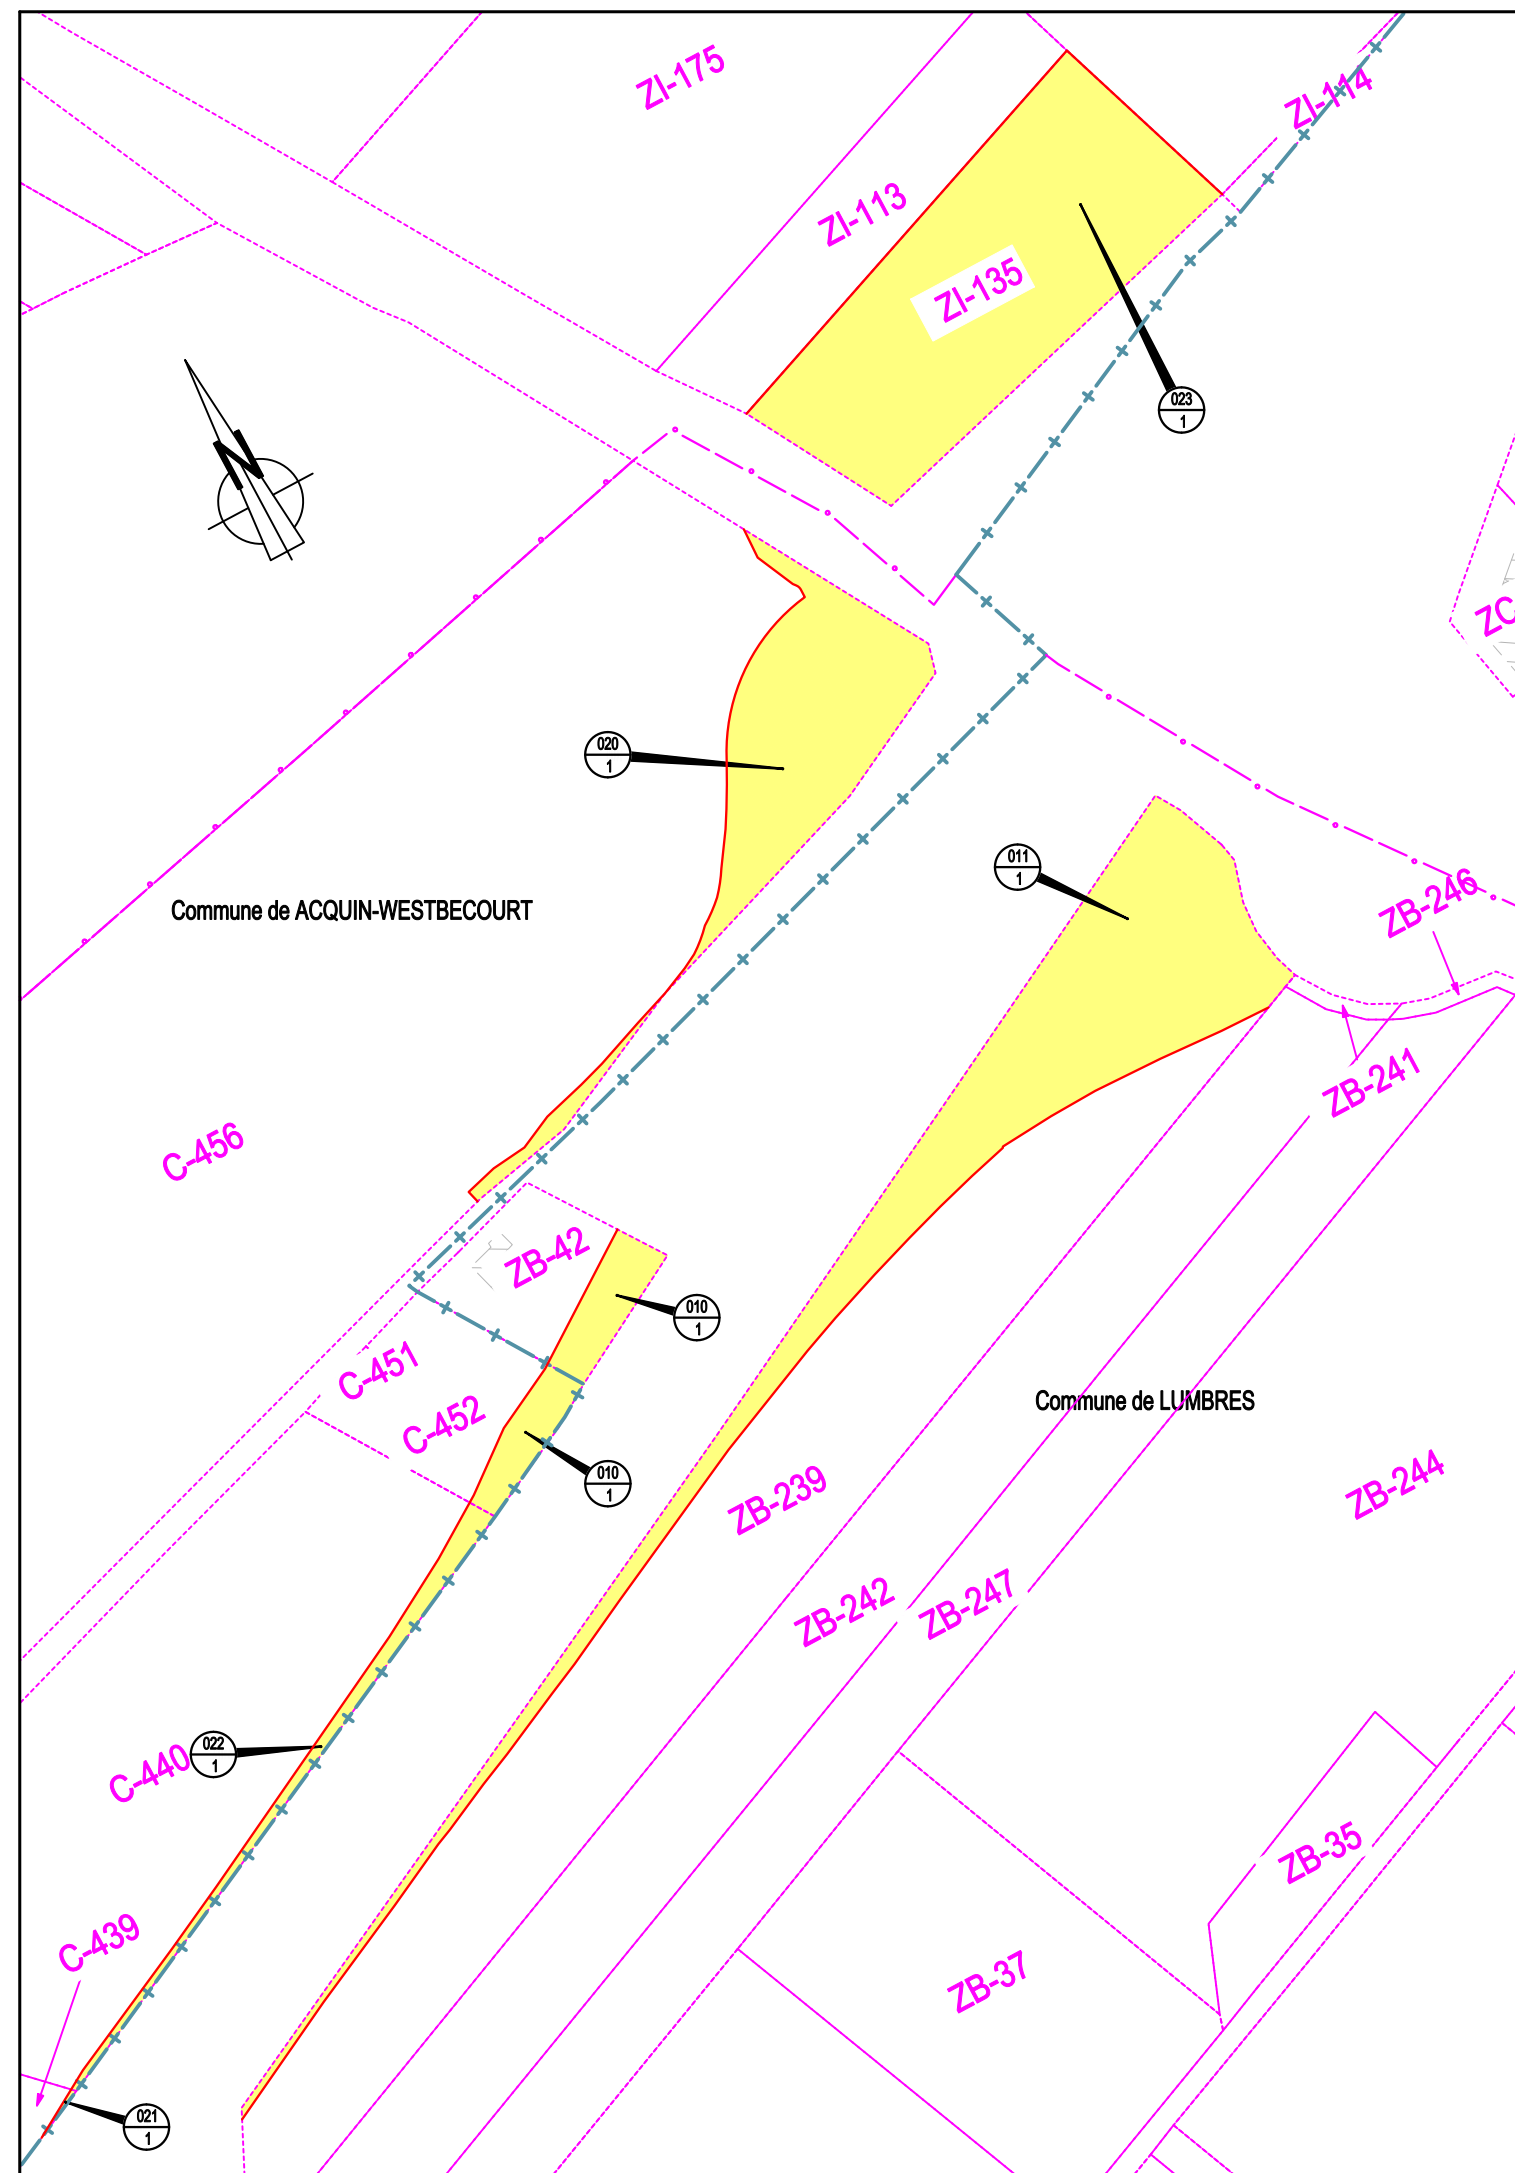 ZI-175
ZI-114
ZI-113
ZI-135
N
023
1
ZC
020
1
011
1
ZB-246
Commune de ACQUIN-WESTBECOURT
ZB-241
C-456
ZB-42
010
1
C-451
C-452
Commune de LUMBRES
010
1
ZB-239
ZB-244
ZB-242
ZB-247
022
1
C-440
ZB-35
C-439
ZB-37
021
1